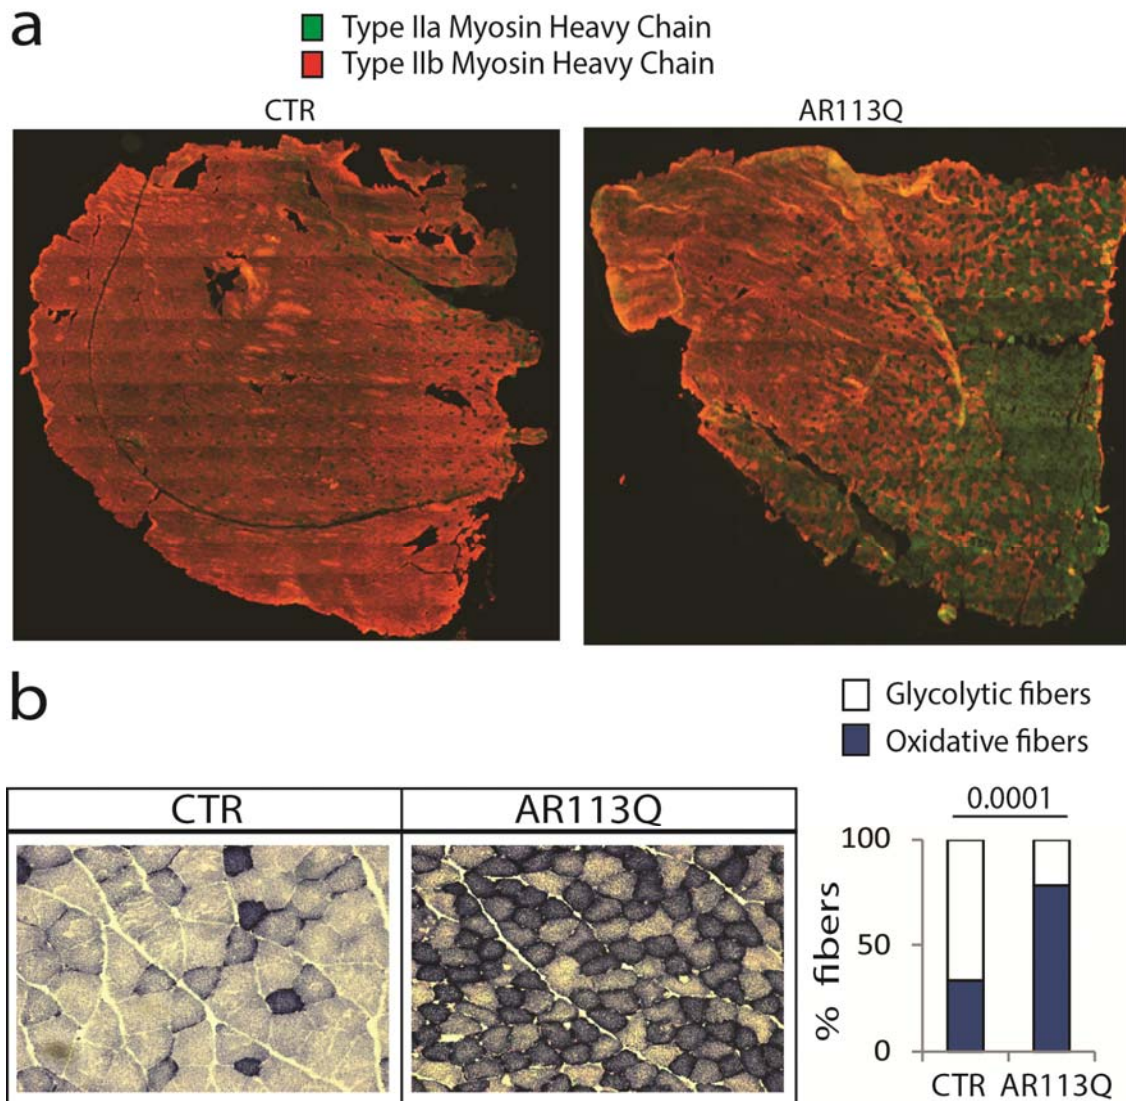 a
Type IIa Myosin Heavy Chain
Type IIb Myosin Heavy Chain
CTR
AR113Q
b
Glycolytic fibers
Oxidative fibers
CTR
AR113Q
0.0001
100
50
0
% fibers
CTR
AR113Q